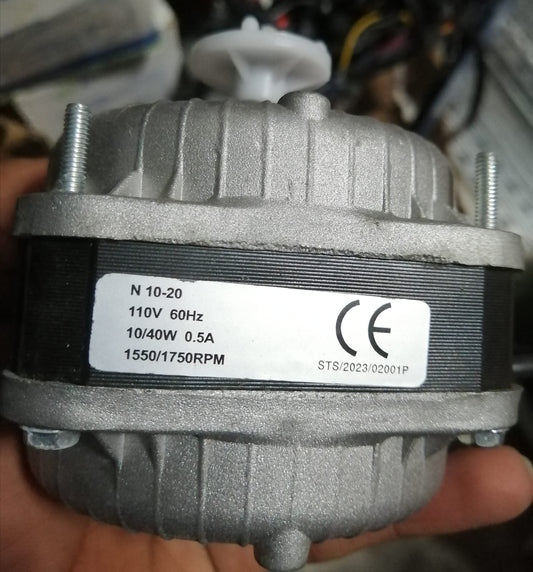 N 10-20
110V 60Hz
10/40W 0.5A
1550/1750RPM
CE
STS/2023/02001P